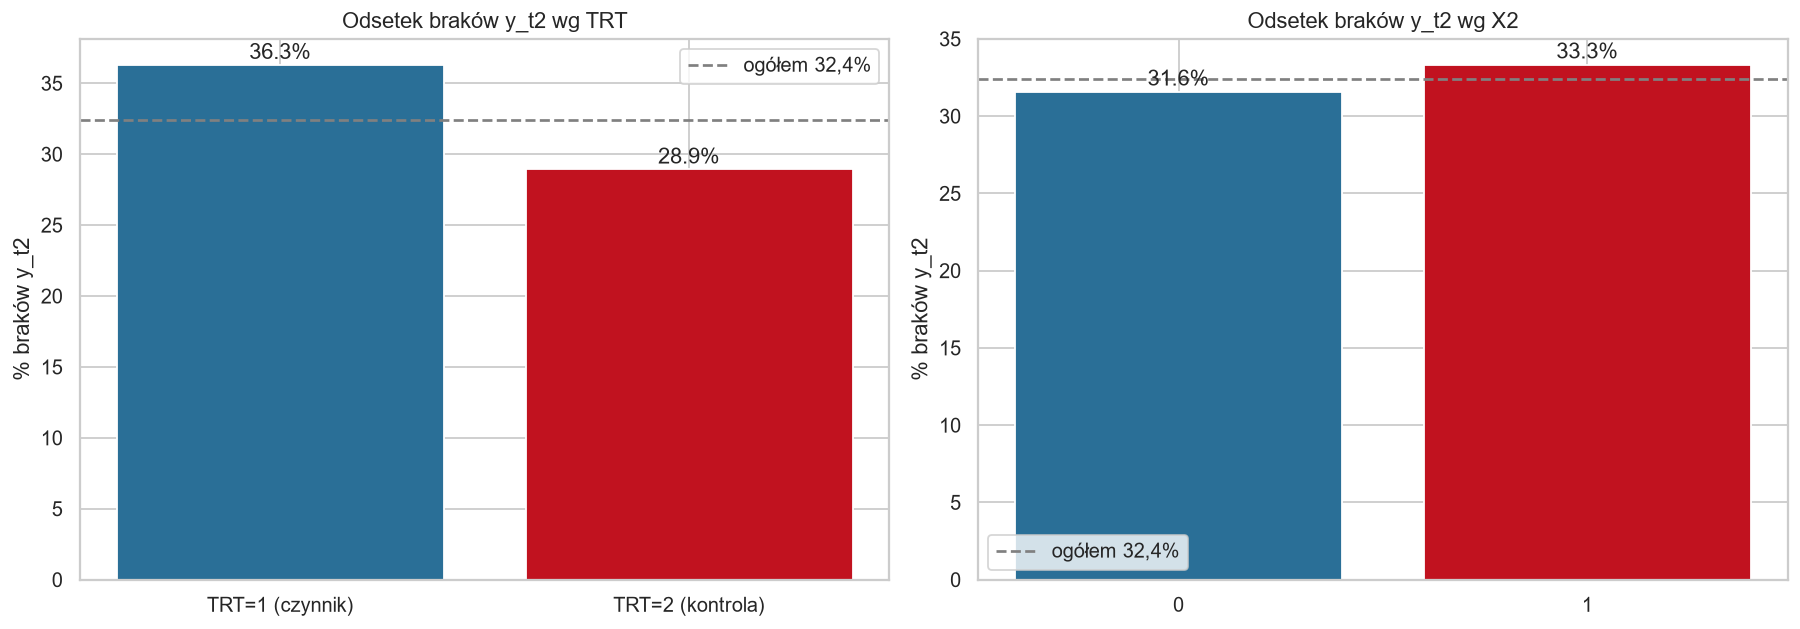 Odsetek braków y_t2 wg TRT
% braków y_t2
35
30
25
20
15
10
5
0
36.3%
28.9%
ogółem 32,4%
TRT=1 (czynnik)
TRT=2 (kontrola)
Odsetek braków y_t2 wg X2
% braków y_t2
35
30
25
20
15
10
5
0
31.6%
33.3%
ogółem 32,4%
0
1